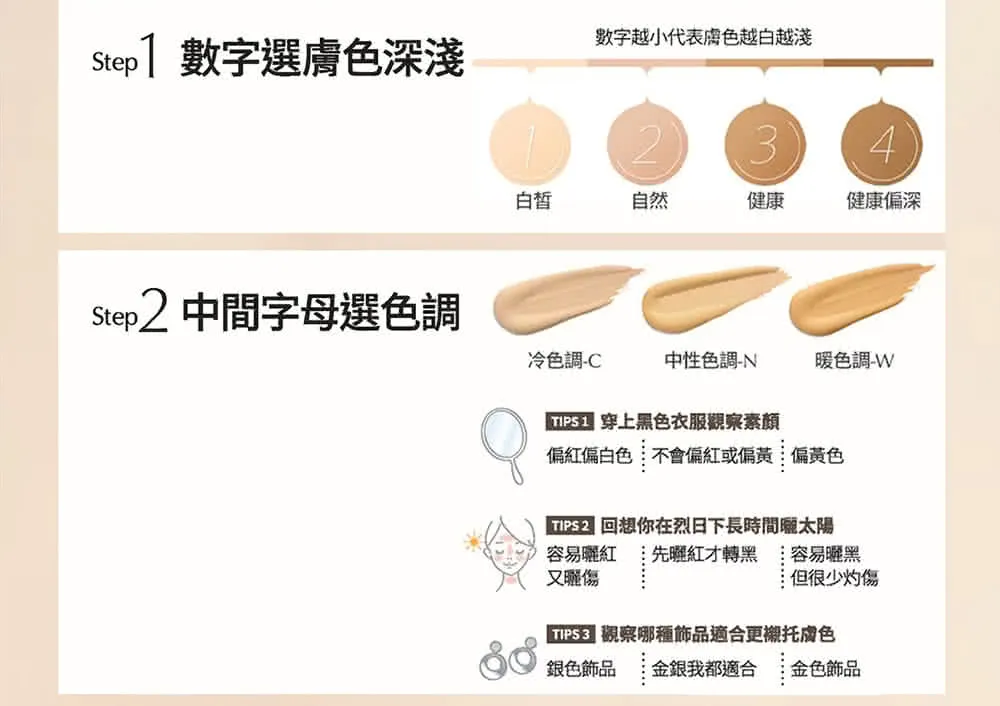 Step1 數字選膚色深淺
數字越小代表膚色越白越淺
1 2 3 4
白皙 自然 健康 健康偏深
Step2 中間字母選色調
冷色調-C 中性色調-N 暖色調-W
TIPS 1 穿上黑色衣服觀察素顏
偏紅偏白色 不會偏紅或偏黃 偏黃色
TIPS 2 回想你在烈日下長時間曬太陽
容易曬紅 先曬紅才轉黑 容易曬黑
又曬傷 但很少灼傷
TIPS 3 觀察哪種飾品適合更襯托膚色
銀色飾品 金銀我都適合 金色飾品